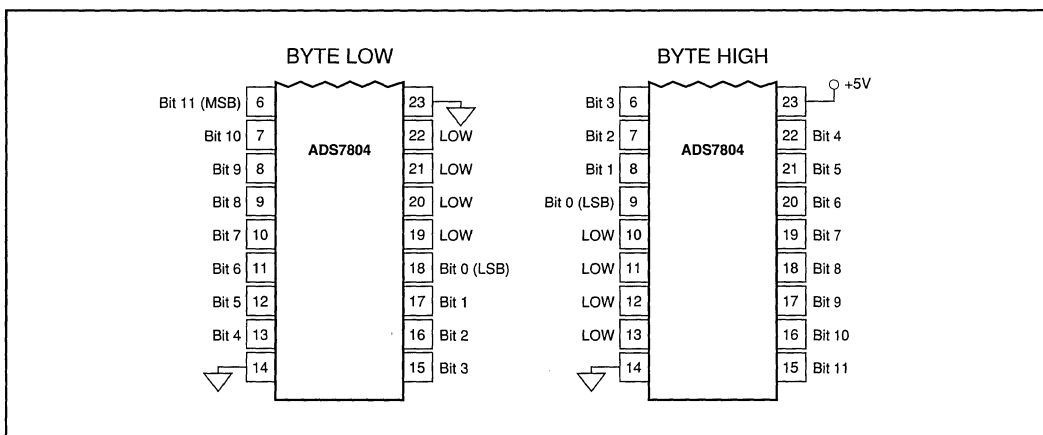 BYTE LOW
Bit 11 (MSB) 6
Bit 10 7
Bit 9 8
Bit 8 9
Bit 7 10
Bit 6 11
Bit 5 12
Bit 4 13
14
ADS7804
23
22 LOW
21 LOW
20 LOW
19 LOW
18 Bit 0 (LSB)
17 Bit 1
16 Bit 2
15 Bit 3
BYTE HIGH
Bit 3 6
Bit 2 7
Bit 1 8
Bit 0 (LSB) 9
LOW 10
LOW 11
LOW 12
LOW 13
14
ADS7804
23 +5V
22 Bit 4
21 Bit 5
20 Bit 6
19 Bit 7
18 Bit 8
17 Bit 9
16 Bit 10
15 Bit 11